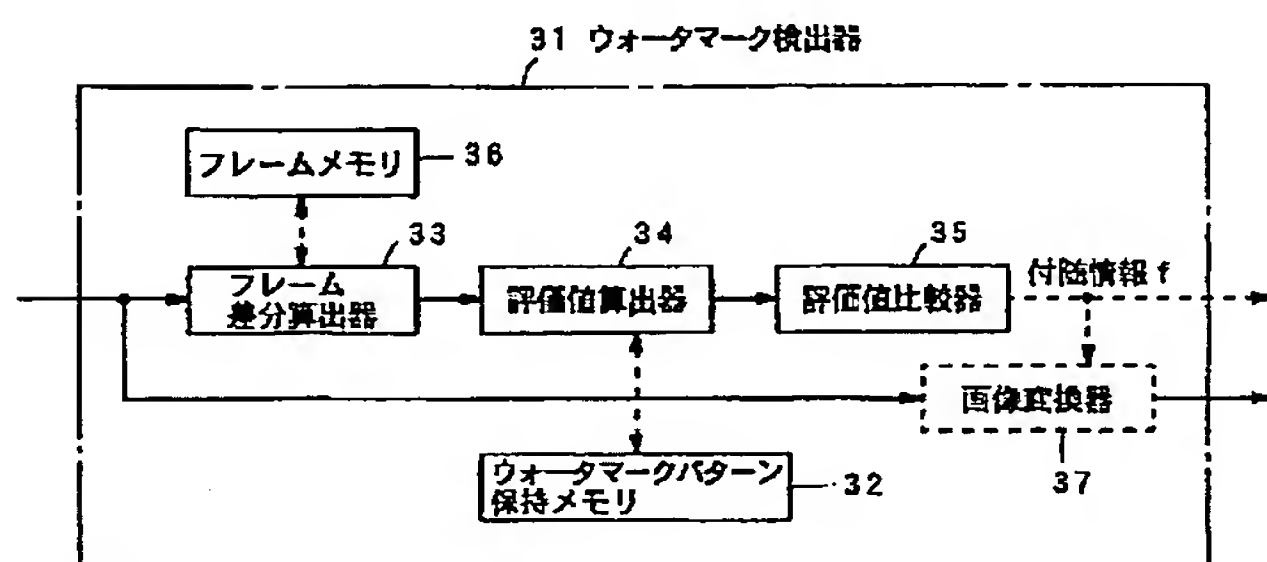 31 ウォータマーク検出器
フレームメモリ
36
33
34
35
フレーム
差分算出器
評価値算出器
評価値比較器
付随情報f
画像変換器
37
ウォータマークパターン
保持メモリ
32